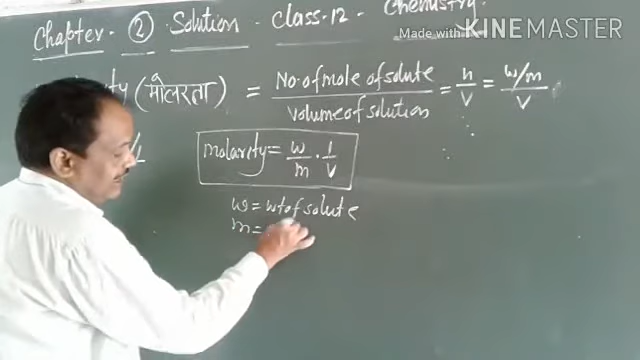 Chapter. ② Solution. Class.12 - Chemistry.
Made with KINEMASTER
(मोलरता) = No. of mole of solute / volume of solution = n/V = w/m / V
molarity = w/m . 1/V
w = wt of solute
m =